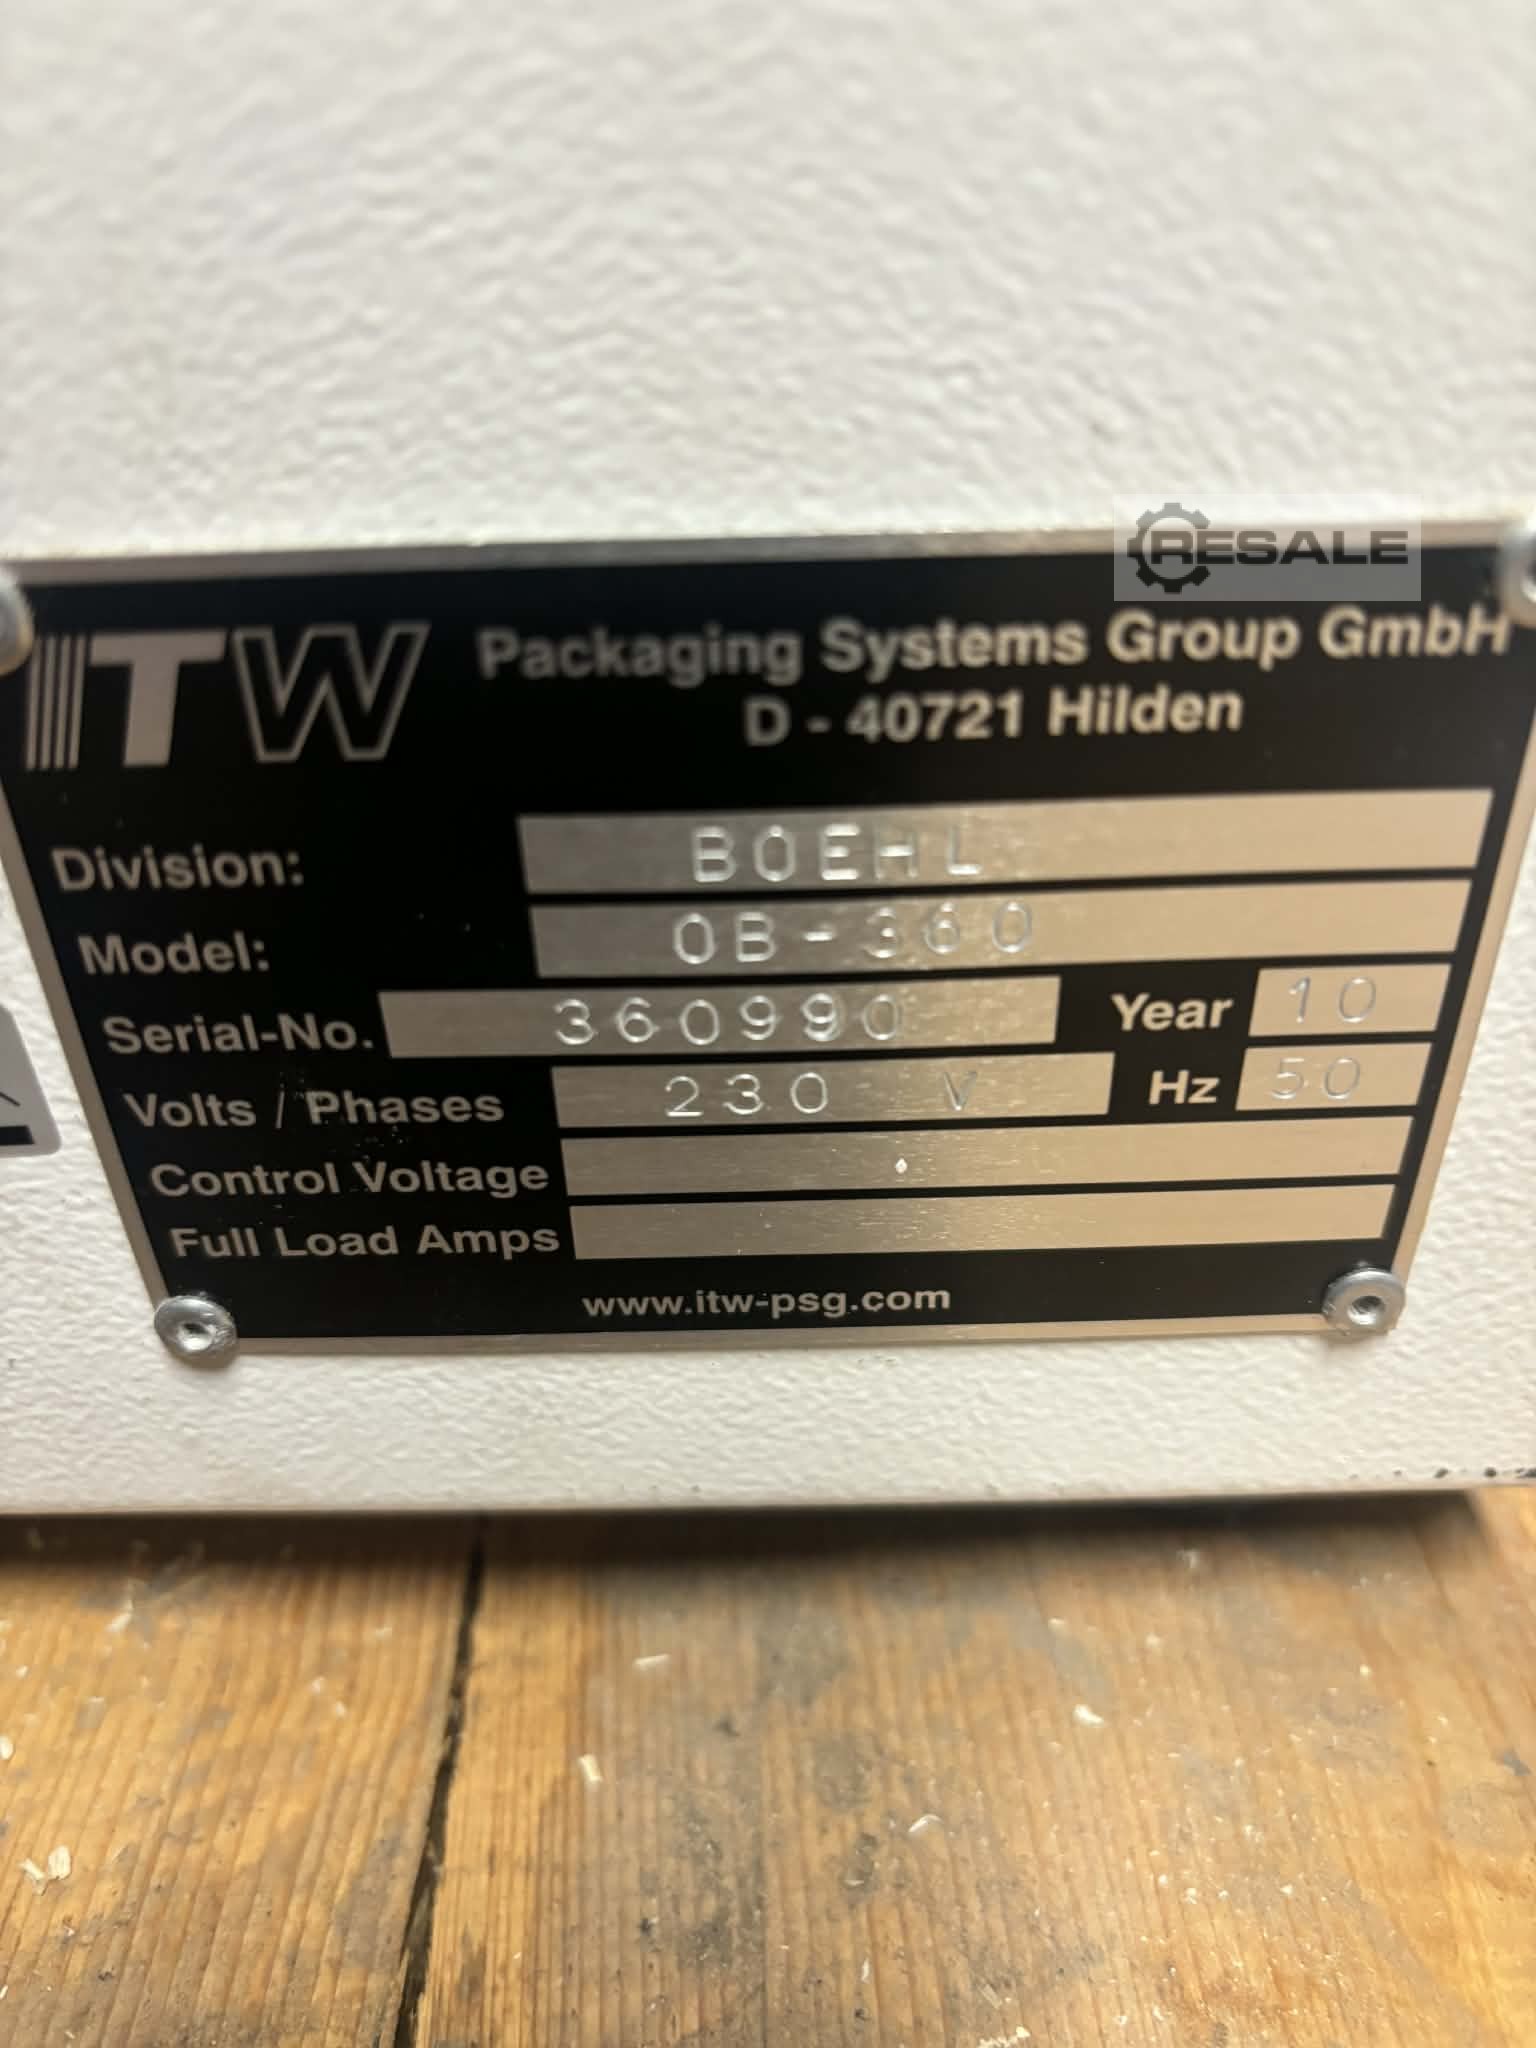 RESALE
ITW Packaging Systems Group GmbH
D - 40721 Hilden
Division: BOEHL
Model: OB-360
Serial-No. 360990 Year 10
Volts / Phases 230 V Hz 50
Control Voltage
Full Load Amps
www.itw-psg.com